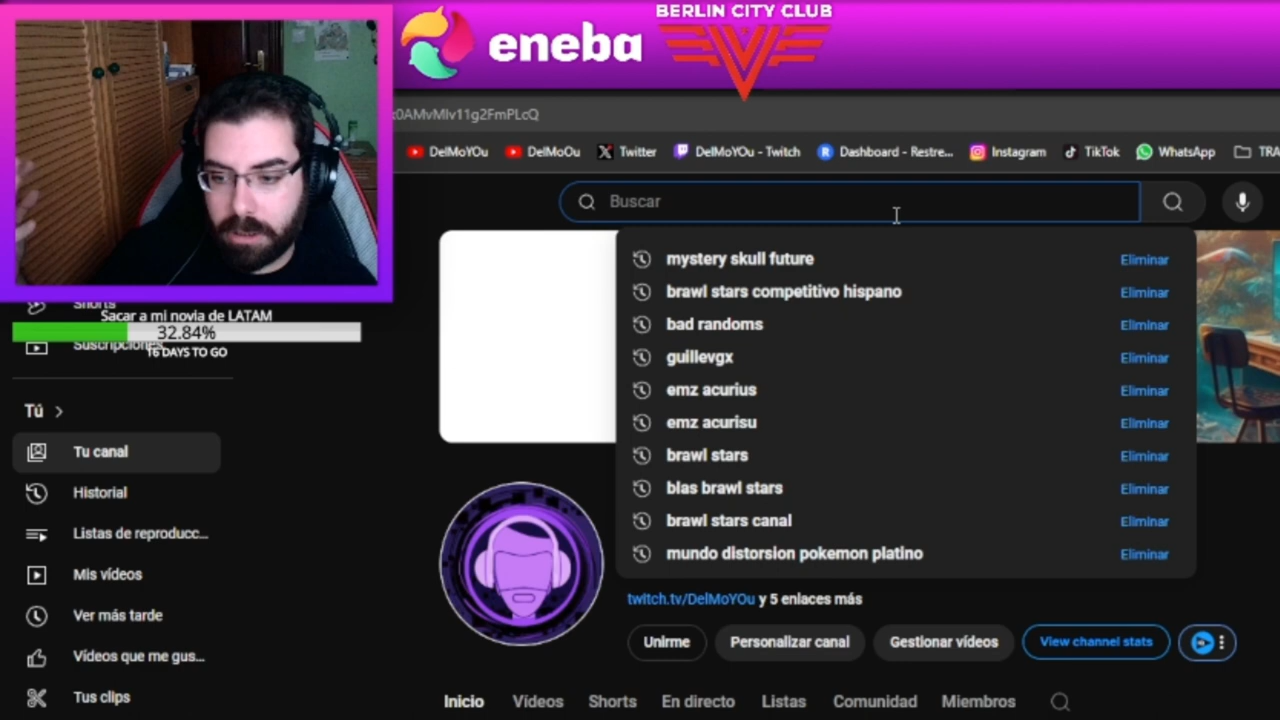 BERLIN CITY CLUB
eneba
c0AMvMlv11g2FmPLcQ
DelMoYOu DelMoOu Twitter DelMoYOu - Twitch Dashboard - Restre... Instagram TikTok WhatsApp TRA
Buscar
mystery skull future Eliminar
brawl stars competitivo hispano Eliminar
bad randoms Eliminar
guillevgx Eliminar
emz acurius Eliminar
emz acurisu Eliminar
brawl stars Eliminar
blas brawl stars Eliminar
brawl stars canal Eliminar
mundo distorsion pokemon platino Eliminar
Shorts
Sacar a mi novia de LATAM
32.84%
Suscripciones
16 DAYS TO GO
Tú
Tu canal
Historial
Listas de reproducc...
Mis vídeos
Ver más tarde
Vídeos que me gus...
Tus clips
twitch.tv/DelMoYOu y 5 enlaces más
Unirme Personalizar canal Gestionar vídeos View channel stats
Inicio Vídeos Shorts En directo Listas Comunidad Miembros